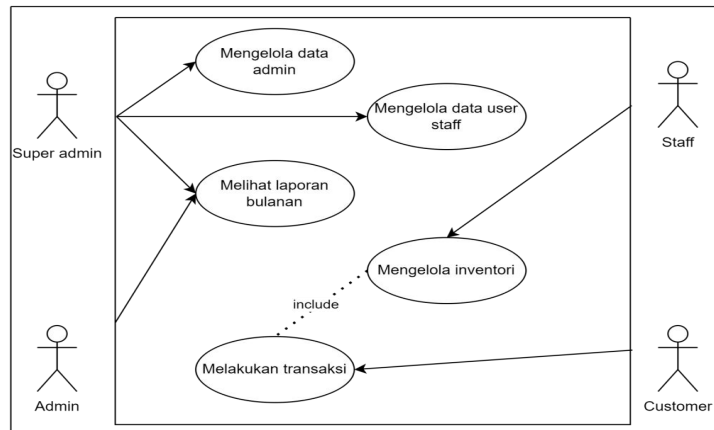 Mengelola data
admin
Mengelola data user
staff
Super admin
Staff
Melihat laporan
bulanan
Mengelola inventori
include
Melakukan transaksi
Admin
Customer